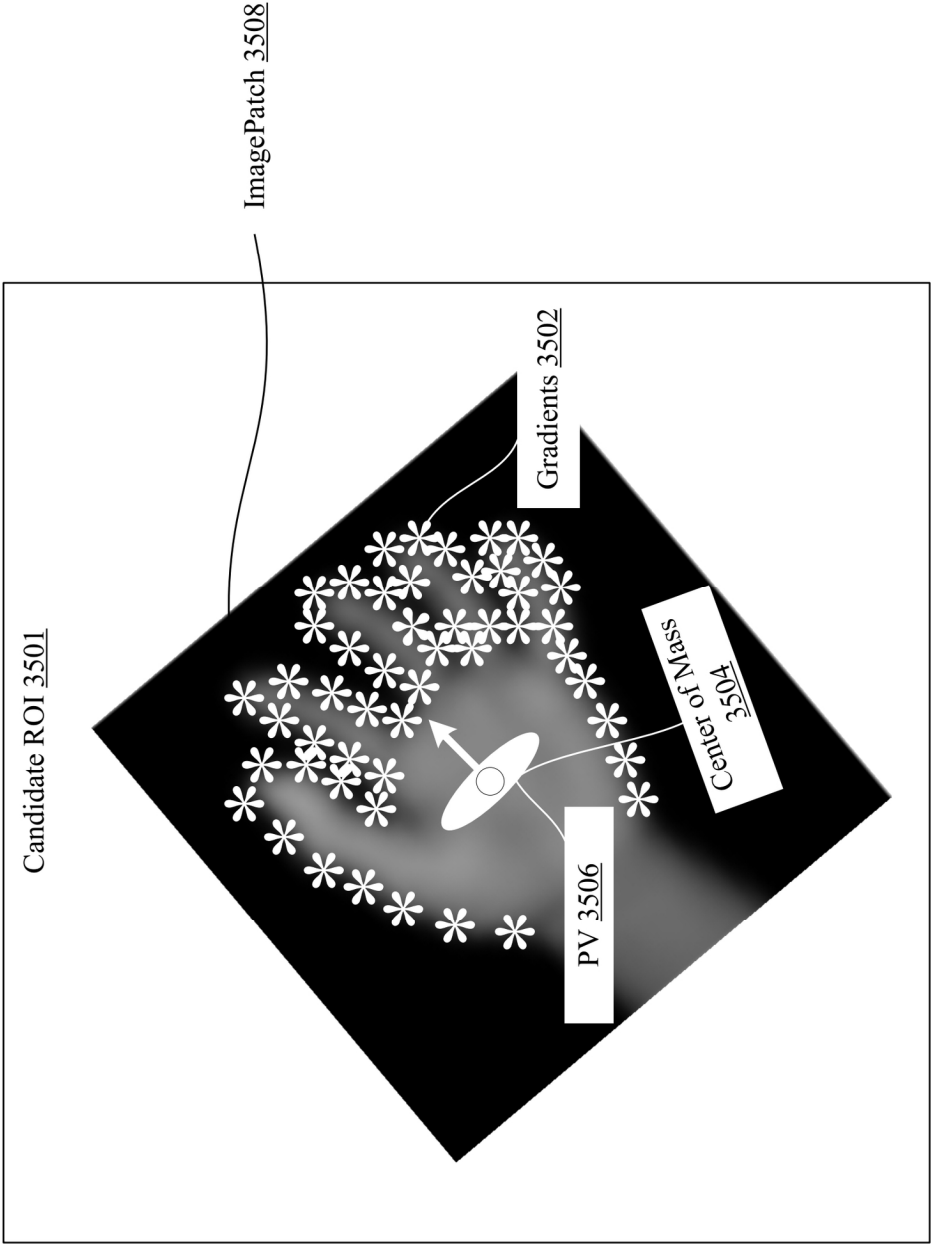 Candidate ROI 3501
ImagePatch 3508
Gradients 3502
Center of Mass
3504
PV 3506